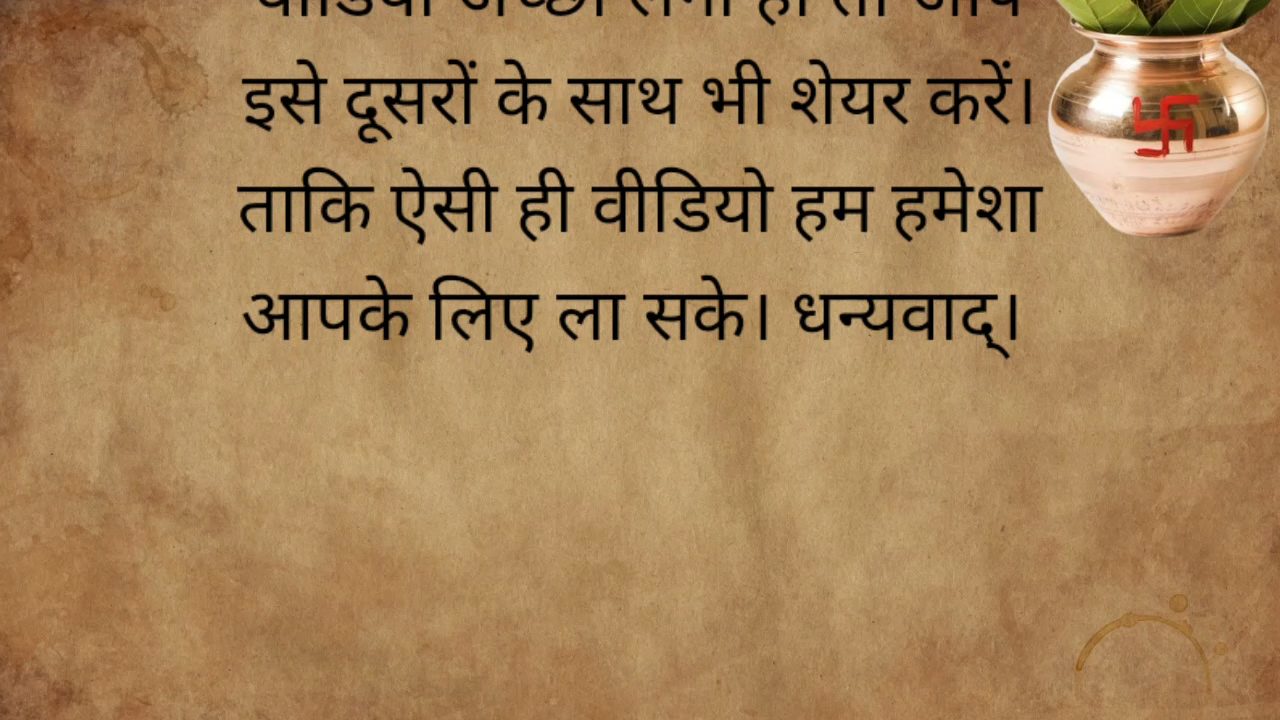 इसे दूसरों के साथ भी शेयर करें।
ताकि ऐसी ही वीडियो हम हमेशा
आपके लिए ला सके। धन्यवाद्।